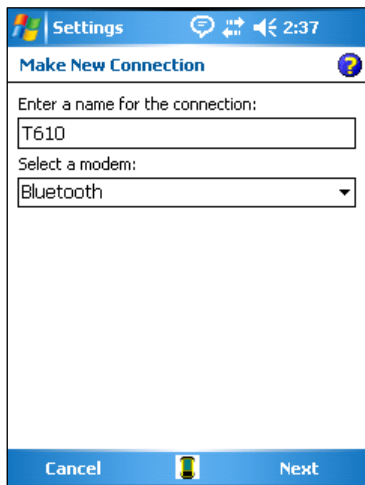 Settings 2:37
Make New Connection
Enter a name for the connection:
T610
Select a modem:
Bluetooth
Cancel Next